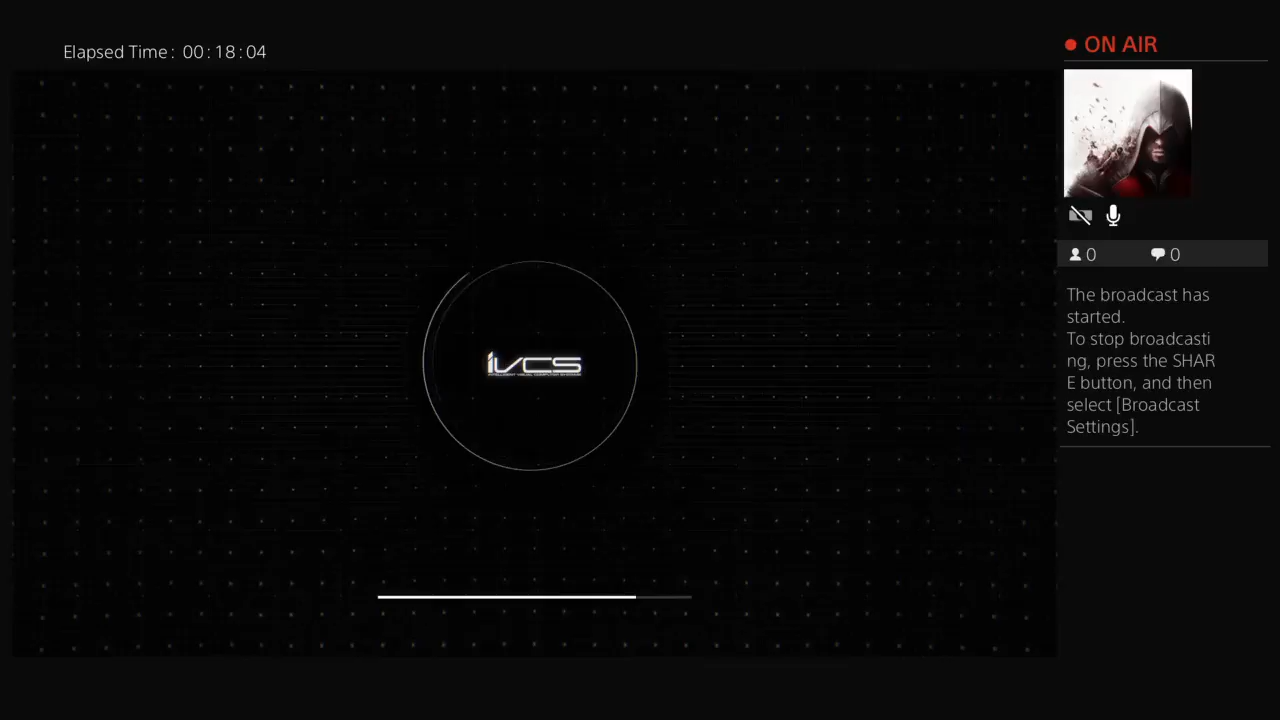 Elapsed Time: 00:18:04
ON AIR
iVCS
0
0
The broadcast has
started.
To stop broadcasti
ng, press the SHAR
E button, and then
select [Broadcast
Settings].